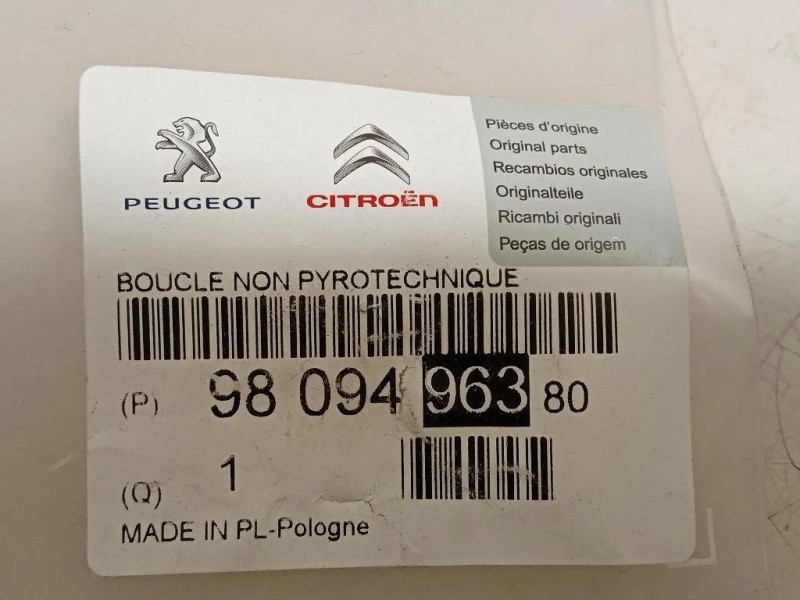 PEUGEOT
CITROËN
Pièces d'origine
Original parts
Recambios originales
Originalteile
Ricambi originali
Peças de origem
BOUCLE NON PYROTECHNIQUE
(P) 98 094 963 80
(Q) 1
MADE IN PL-Pologne